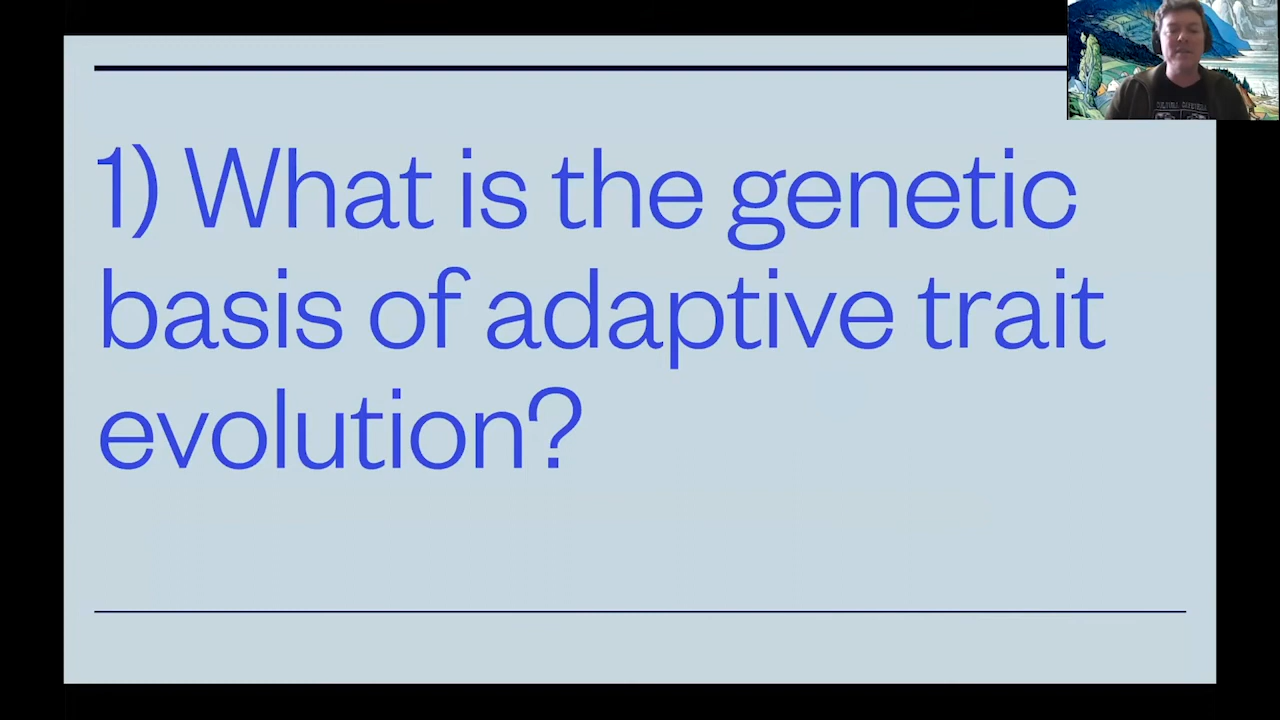 1) What is the genetic
basis of adaptive trait
evolution?